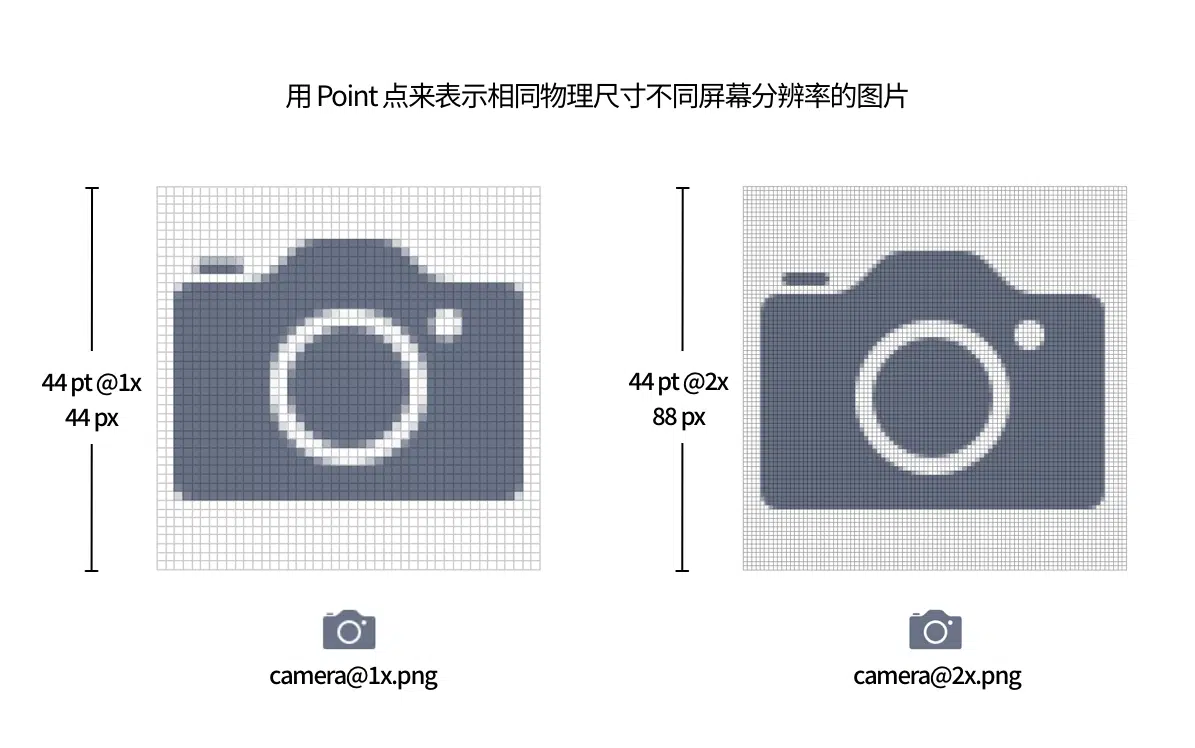 用 Point 点来表示相同物理尺寸不同屏幕分辨率的图片
44 pt @1x
44 px
44 pt @2x
88 px
camera@1x.png
camera@2x.png